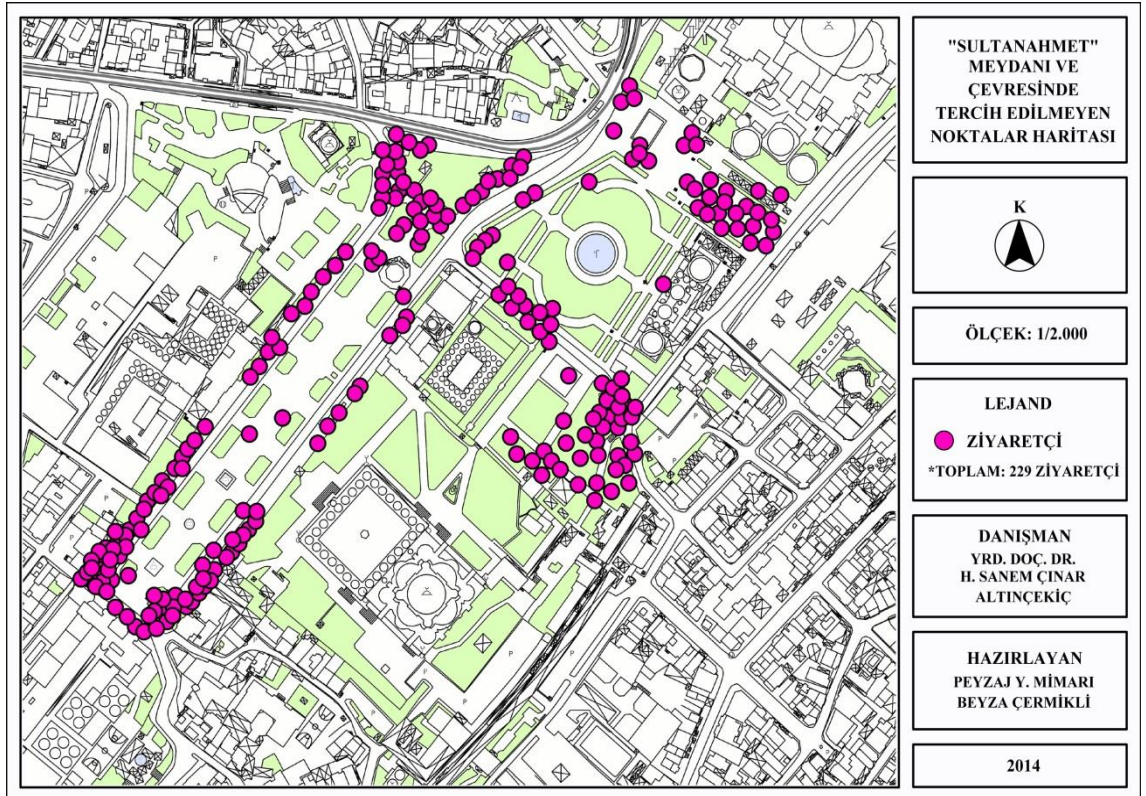 "SULTANAHMET"
MEYDANI VE
ÇEVRESİNDE
TERCİH EDİLMEYEN
NOKTALAR HARİTASI
K
ÖLÇEK: 1/2.000
LEJAND
ZİYARETÇİ
*TOPLAM: 229 ZİYARETÇİ
DANIŞMAN
YRD. DOÇ. DR.
H. SANEM ÇINAR
ALTINÇEKİÇ
HAZIRLAYAN
PEYZAJ Y. MİMARI
BEYZA ÇERMİKLİ
2014